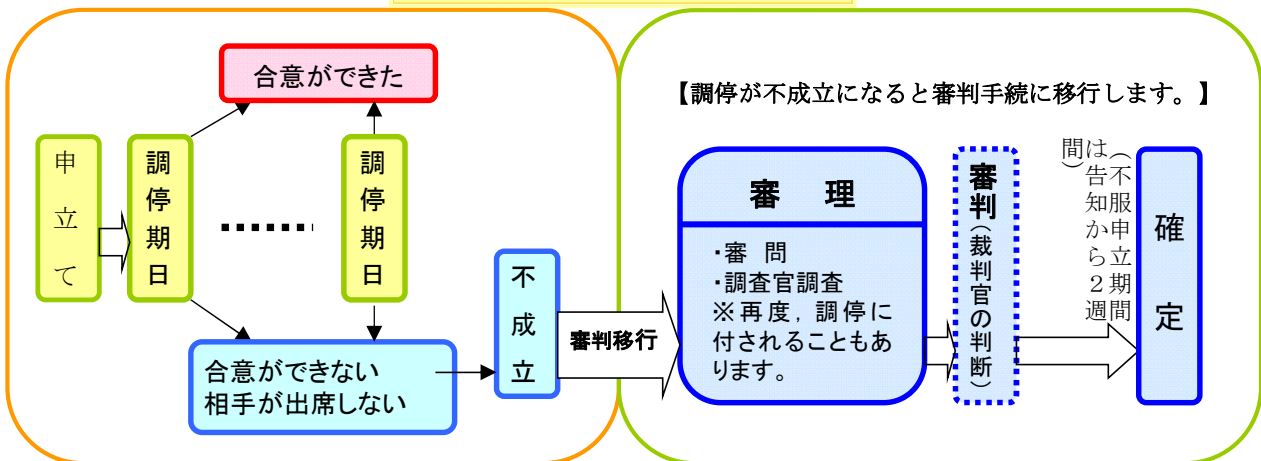 申立て
調停期日
合意ができた
調停期日
合意ができない
相手が出席しない
不成立
審判移行
【調停が不成立になると審判手続に移行します。】
審　理
・審　問
・調査官調査
※再度，調停に
付されることもあ
ります。
審判（裁判官の判断）
（不服申立期間
は告知から２週
間）
確定